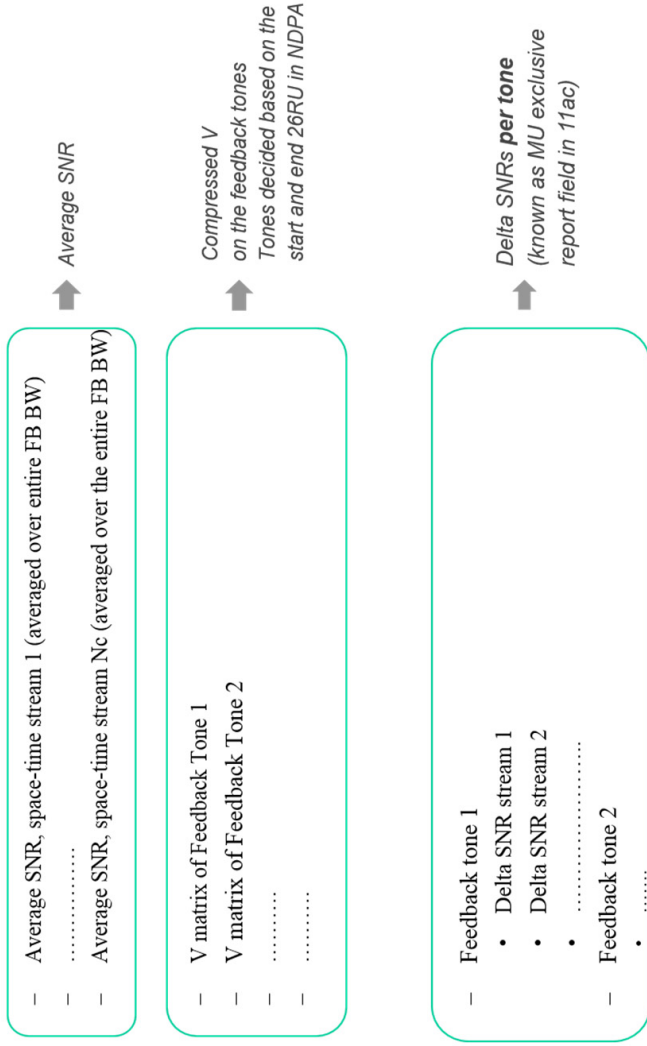 – Average SNR, space-time stream 1 (averaged over entire FB BW)
– ...............
– Average SNR, space-time stream Nc (averaged over the entire FB BW)
Average SNR
– V matrix of Feedback Tone 1
– V matrix of Feedback Tone 2
– ..........
– ..........
Compressed V
on the feedback tones
Tones decided based on the
start and end 26RU in NDPA
– Feedback tone 1
• Delta SNR stream 1
• Delta SNR stream 2
• ........................
– Feedback tone 2
• .......
Delta SNRs per tone
(known as MU exclusive
report field in 11ac)